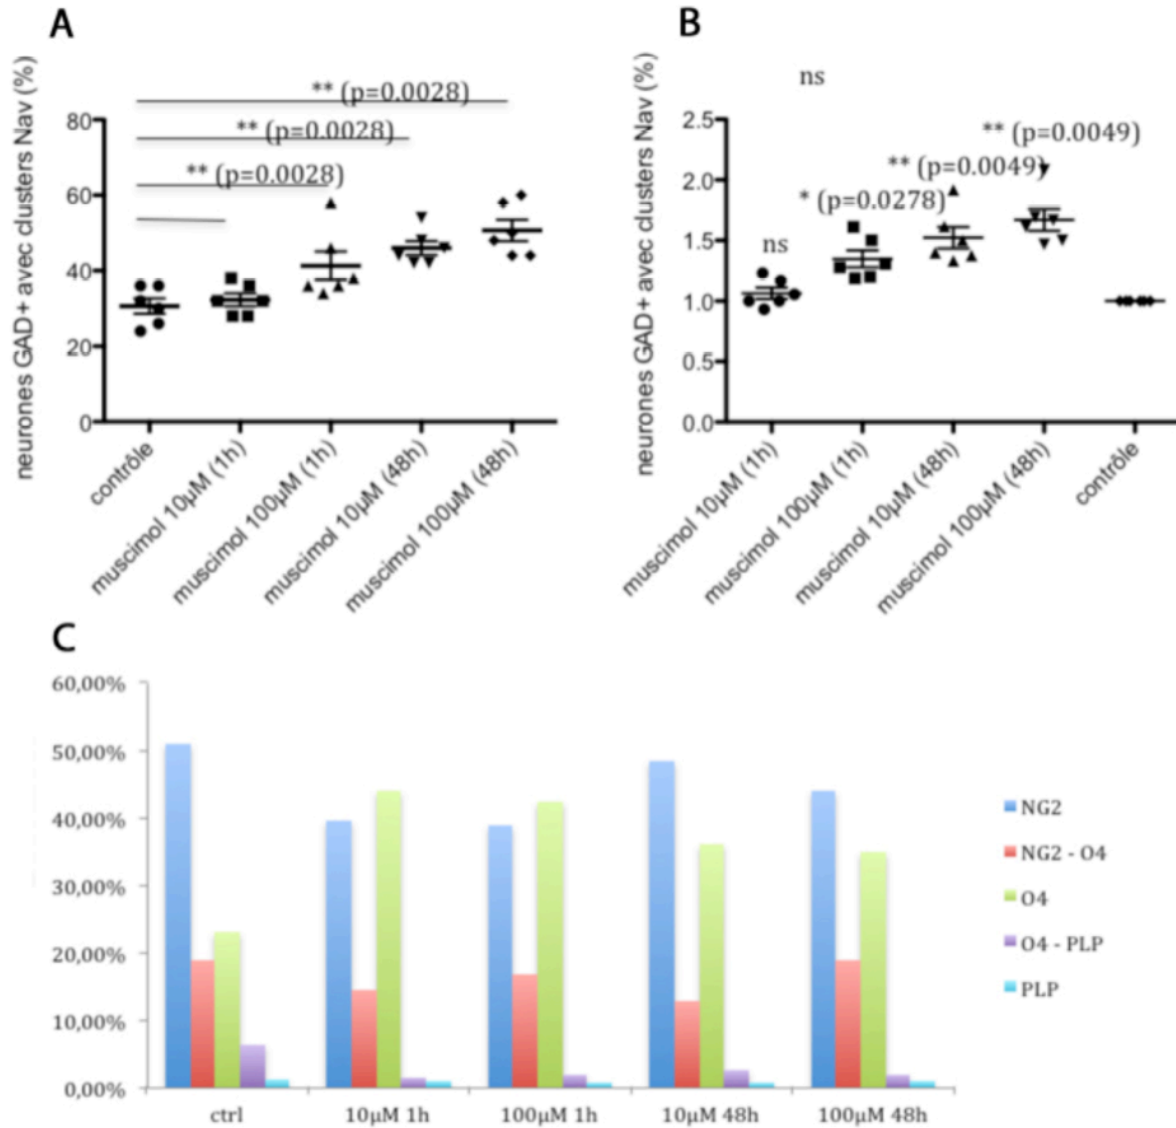 A
neurones GAD+ avec clusters Nav (%)
** (p=0.0028)
** (p=0.0028)
** (p=0.0028)
80
60
40
20
0
contrôle
muscimol 10µM (1h)
muscimol 100µM (1h)
muscimol 10µM (48h)
muscimol 100µM (48h)
B
neurones GAD+ avec clusters Nav (%)
ns
** (p=0.0049)
** (p=0.0049)
* (p=0.0278)
ns
2.5
2.0
1.5
1.0
0.5
0.0
muscimol 10µM (1h)
muscimol 100µM (1h)
muscimol 10µM (48h)
muscimol 100µM (48h)
contrôle
C
60,00%
50,00%
40,00%
30,00%
20,00%
10,00%
0,00%
ctrl
10µM 1h
100µM 1h
10µM 48h
100µM 48h
NG2
NG2 - O4
O4
O4 - PLP
PLP